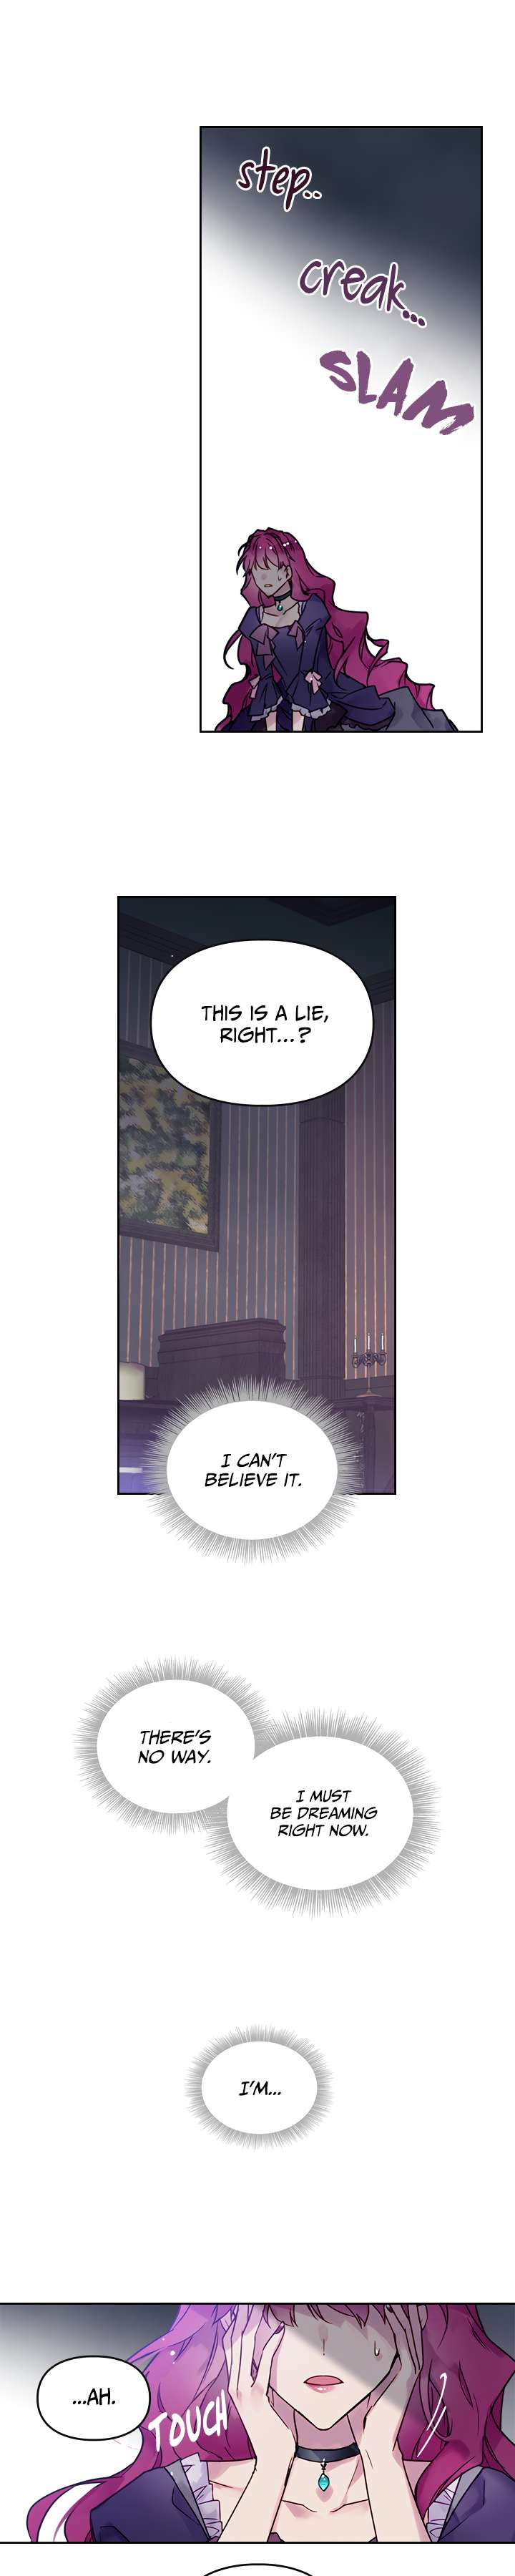 step..
creak...
SLAM
THIS IS A LIE,
RIGHT...?
I CAN'T
BELIEVE IT.
THERE'S
NO WAY.
I MUST
BE DREAMING
RIGHT NOW.
I'M...
...AH.
TOUCH